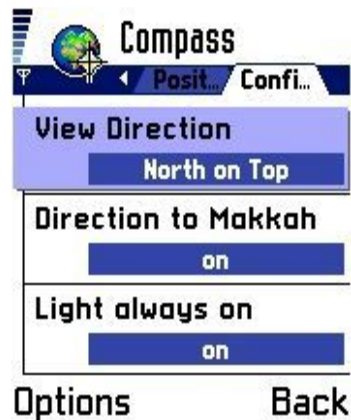 Compass
Posit... Confi...
View Direction
North on Top
Direction to Makkah
on
Light always on
on
Options Back